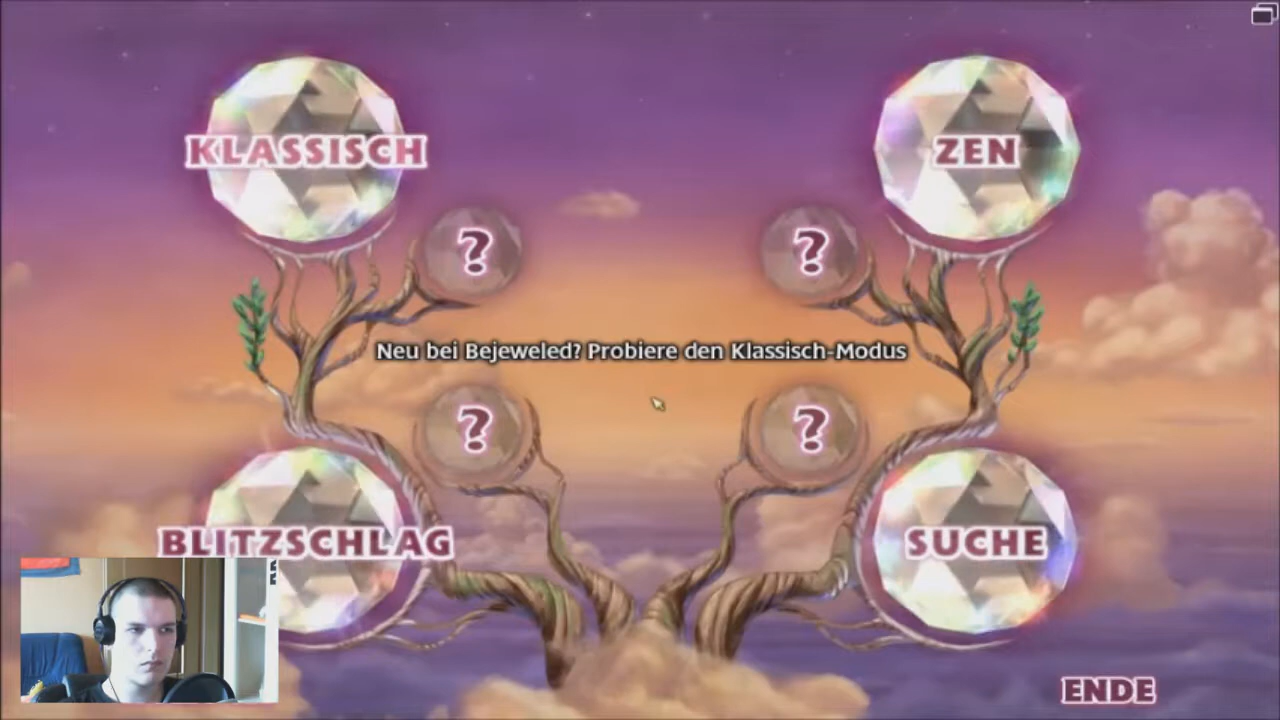 KLASSISCH
ZEN
?
?
Neu bei Bejeweled? Probiere den Klassisch-Modus
?
?
BLITZSCHLAG
SUCHE
ENDE